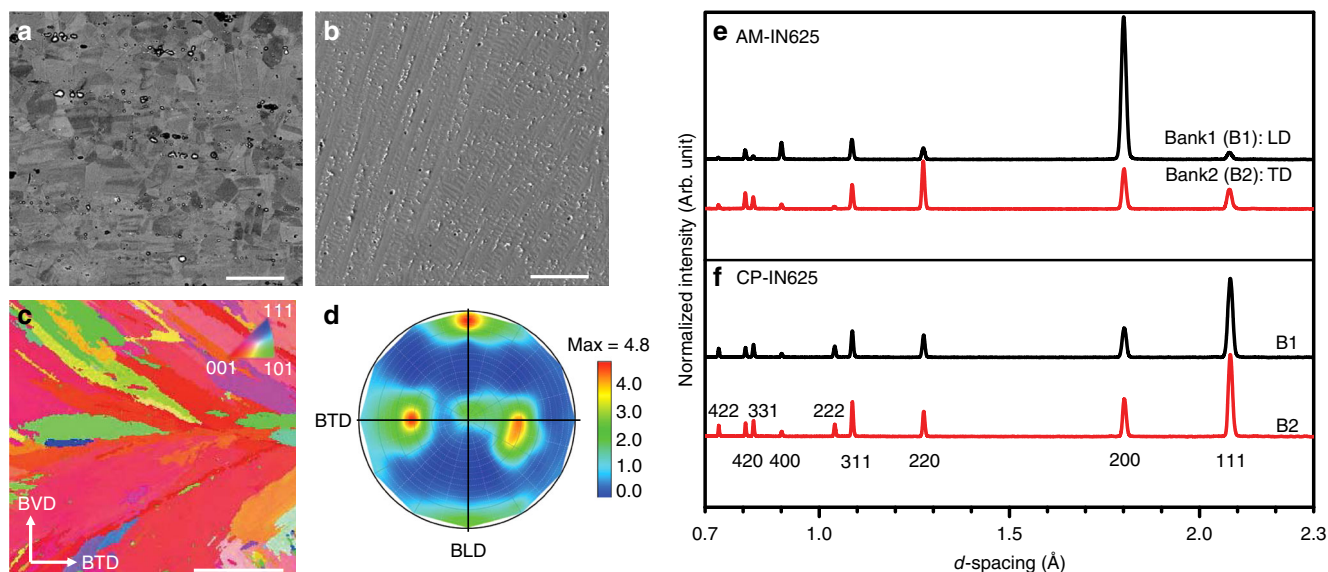 a
b
c
111
001
101
BVD
BTD
d
Max = 4.8
4.0
3.0
2.0
1.0
0.0
BTD
BLD
Normalized intensity (Arb. unit)
e AM-IN625
Bank1 (B1): LD
Bank2 (B2): TD
f CP-IN625
B1
B2
422 331 222
420 400 311 220 200 111
0.7 1.0 1.5 2.0 2.3
d-spacing (Å)